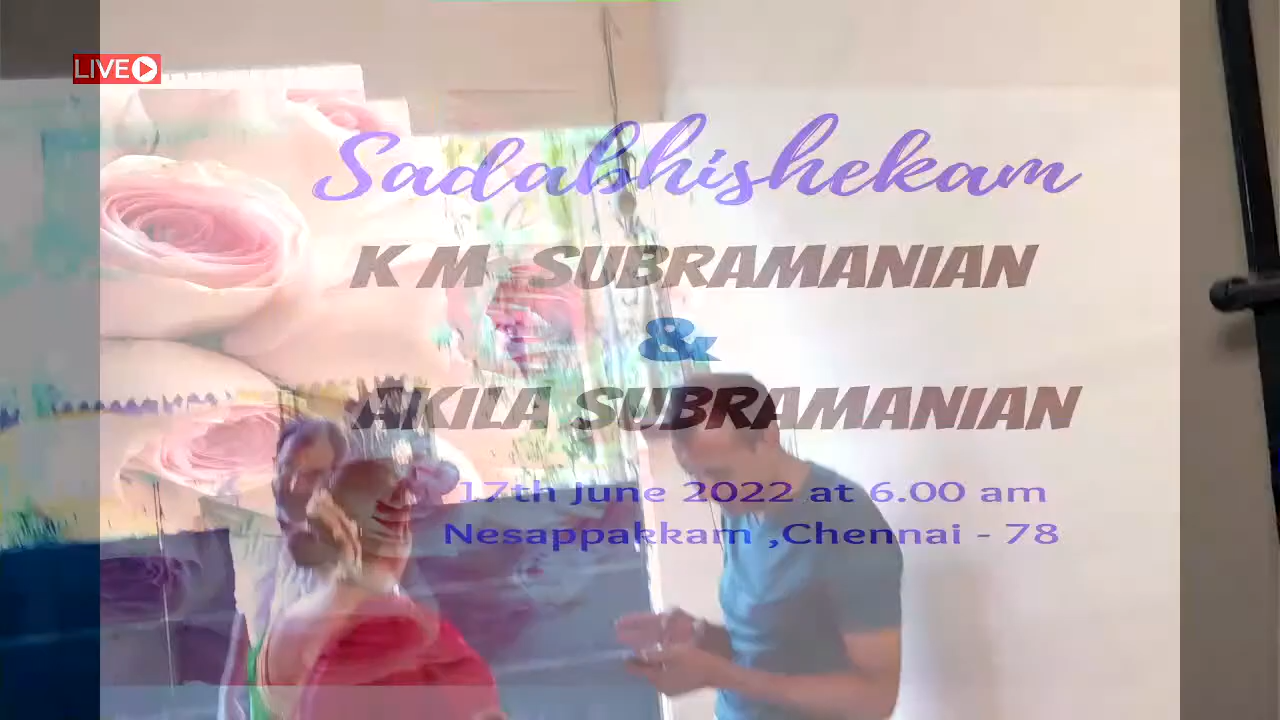 LIVE
Sadabhishekam
K M SUBRAMANIAN
&
AKILA SUBRAMANIAN
17th June 2022 at 6.00 am
Nesappakkam ,Chennai - 78